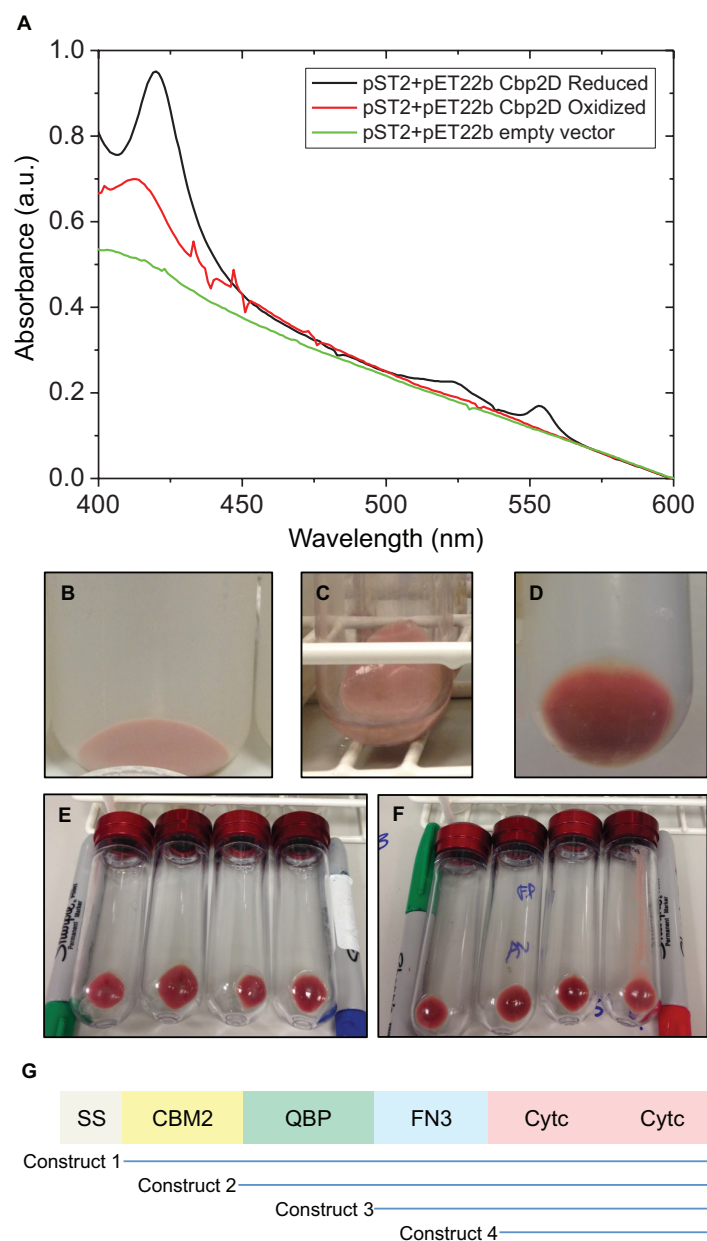 A
1.0
0.8
0.6
0.4
0.2
0.0
Absorbance (a.u.)
pST2+pET22b Cbp2D Reduced
pST2+pET22b Cbp2D Oxidized
pST2+pET22b empty vector
400 450 500 550 600
Wavelength (nm)
B
C
D
E
Permanent Marker
F
G
SS CBM2 QBP FN3 Cytc Cytc
Construct 1
Construct 2
Construct 3
Construct 4